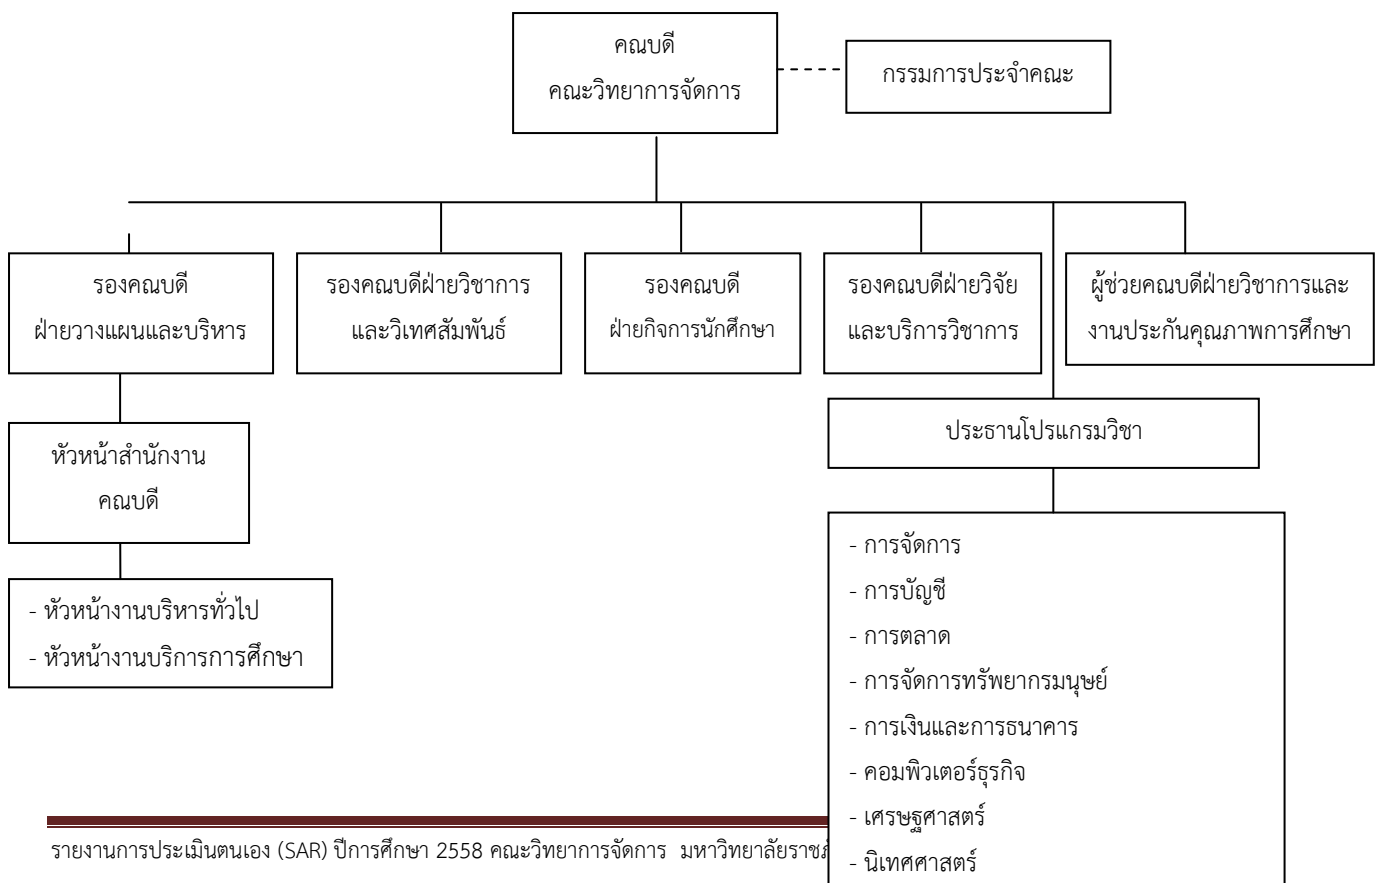 คณบดี
คณะวิทยาการจัดการ
กรรมการประจำคณะ
รองคณบดี
ฝ่ายวางแผนและบริหาร
รองคณบดีฝ่ายวิชาการ
และวิเทศสัมพันธ์
รองคณบดี
ฝ่ายกิจการนักศึกษา
รองคณบดีฝ่ายวิจัย
และบริการวิชาการ
ผู้ช่วยคณบดีฝ่ายวิชาการและ
งานประกันคุณภาพการศึกษา
หัวหน้าสำนักงาน
คณบดี
- หัวหน้างานบริหารทั่วไป
- หัวหน้างานบริการการศึกษา
ประธานโปรแกรมวิชา
- การจัดการ
- การบัญชี
- การตลาด
- การจัดการทรัพยากรมนุษย์
- การเงินและการธนาคาร
- คอมพิวเตอร์ธุรกิจ
- เศรษฐศาสตร์
- นิเทศศาสตร์
รายงานการประเมินตนเอง (SAR) ปีการศึกษา 2558 คณะวิทยาการจัดการ มหาวิทยาลัยราช